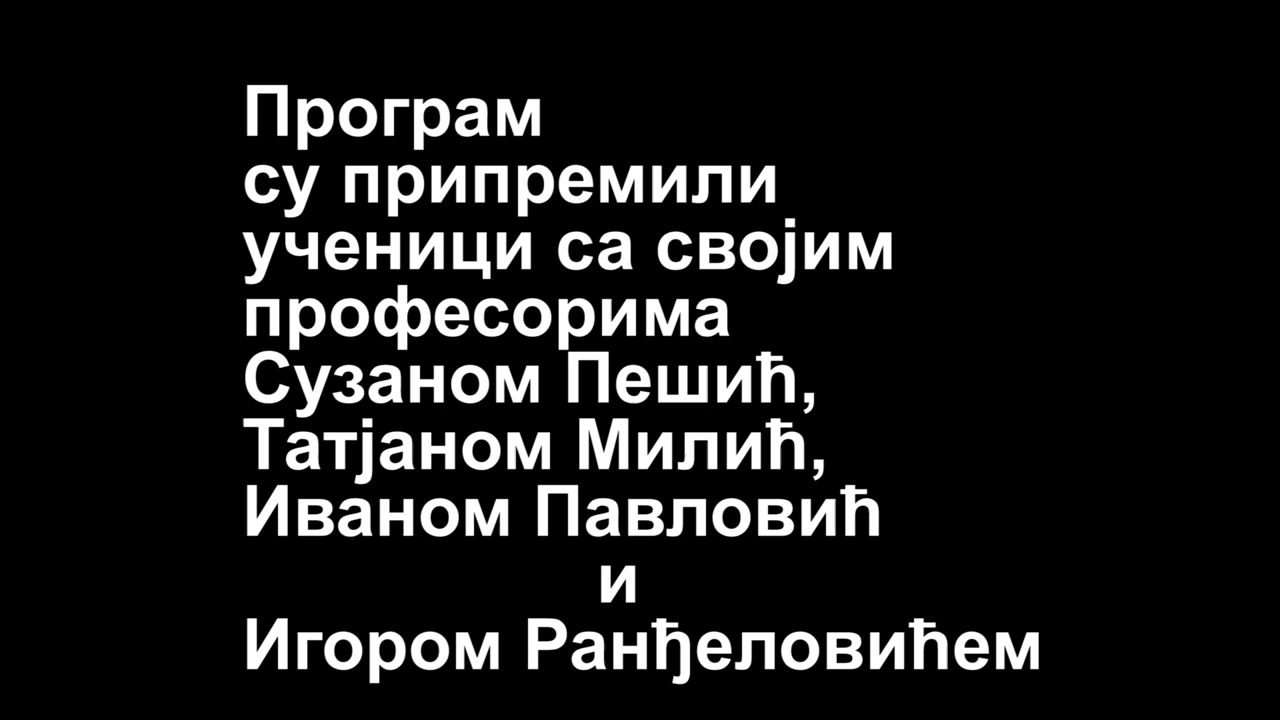 Програм
су припремили
ученици са својим
професорима
Сузаном Пешић,
Татјаном Милић,
Иваном Павловић
и
Игором Ранђеловићем